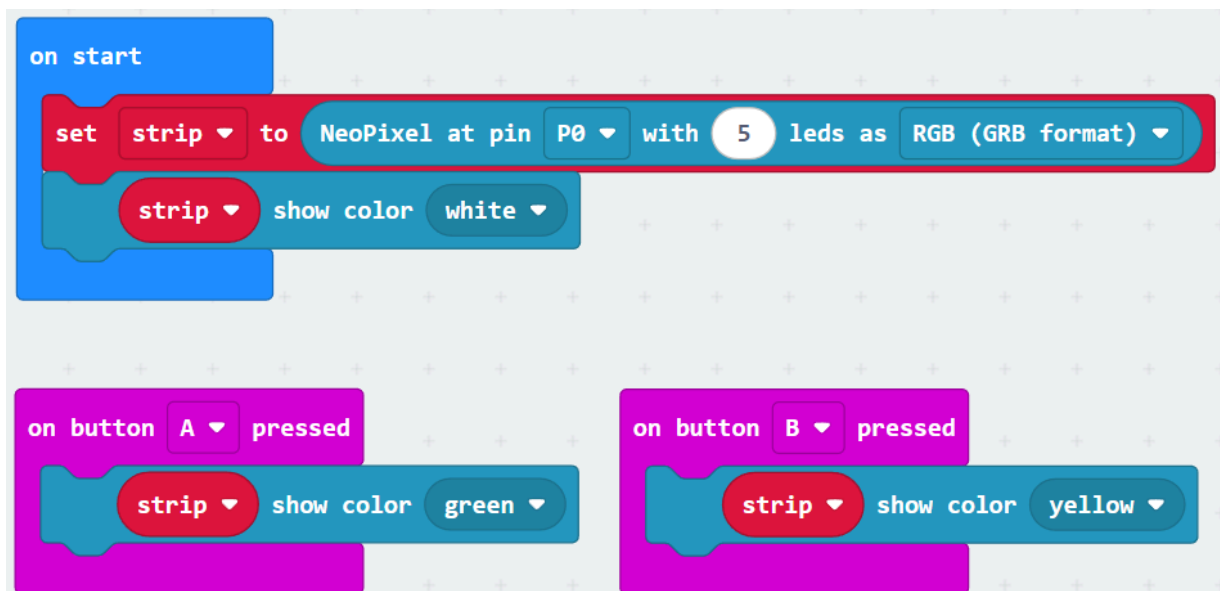 on start
set strip to NeoPixel at pin P0 with 5 leds as RGB (GRB format)
strip show color white
on button A pressed
strip show color green
on button B pressed
strip show color yellow